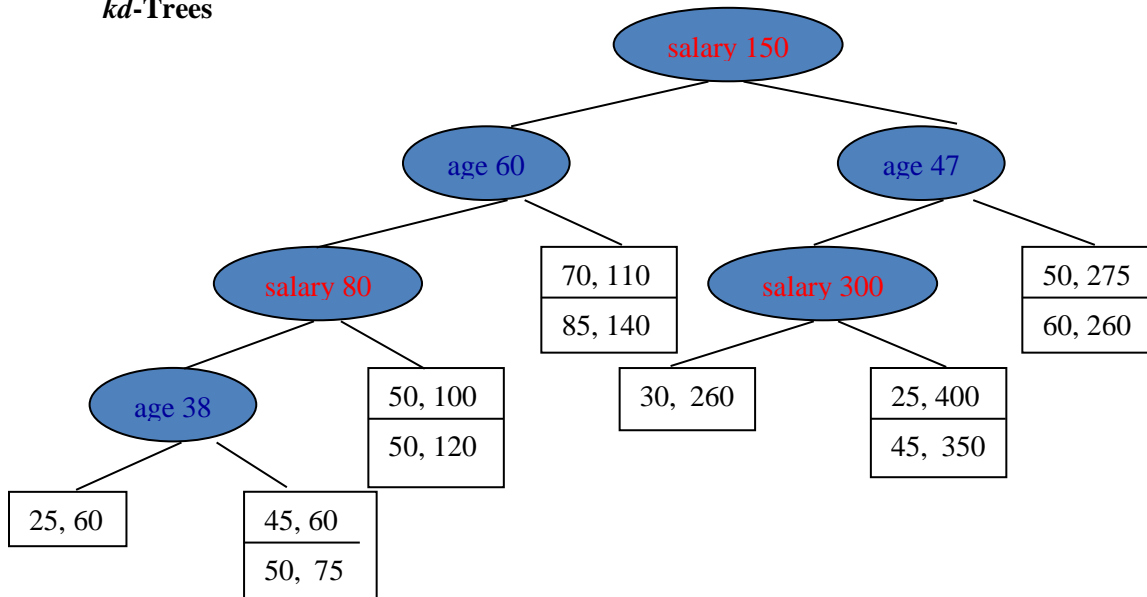 kd-Trees
salary 150
age 60
age 47
salary 80
70, 110
85, 140
salary 300
50, 275
60, 260
age 38
50, 100
50, 120
30, 260
25, 400
45, 350
25, 60
45, 60
50, 75